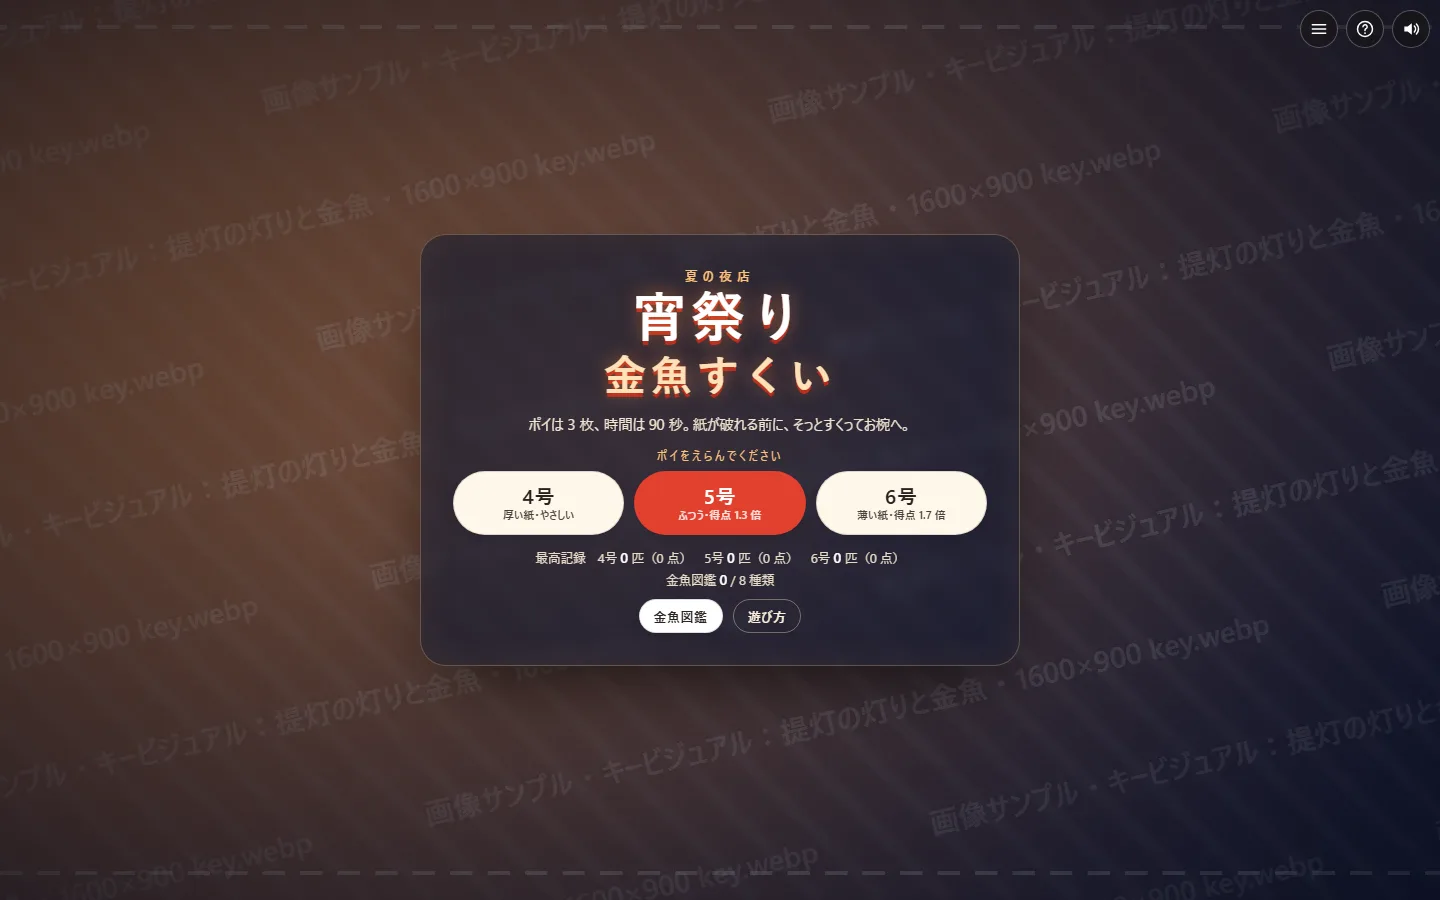 夏の夜店
宵祭り
金魚すくい
ポイは 3 枚、時間は 90 秒。紙が破れる前に、そっとすくってお椀へ。
ポイをえらんでください
4号
厚い紙・やさしい
5号
ふつう・得点 1.3 倍
6号
薄い紙・得点 1.7 倍
最高記録 4号 0 匹（0 点） 5号 0 匹（0 点） 6号 0 匹（0 点）
金魚図鑑 0 / 8 種類
金魚図鑑
遊び方
画像サンプル・キービジュアル：提灯の灯りと金魚・1600×900 key.webp